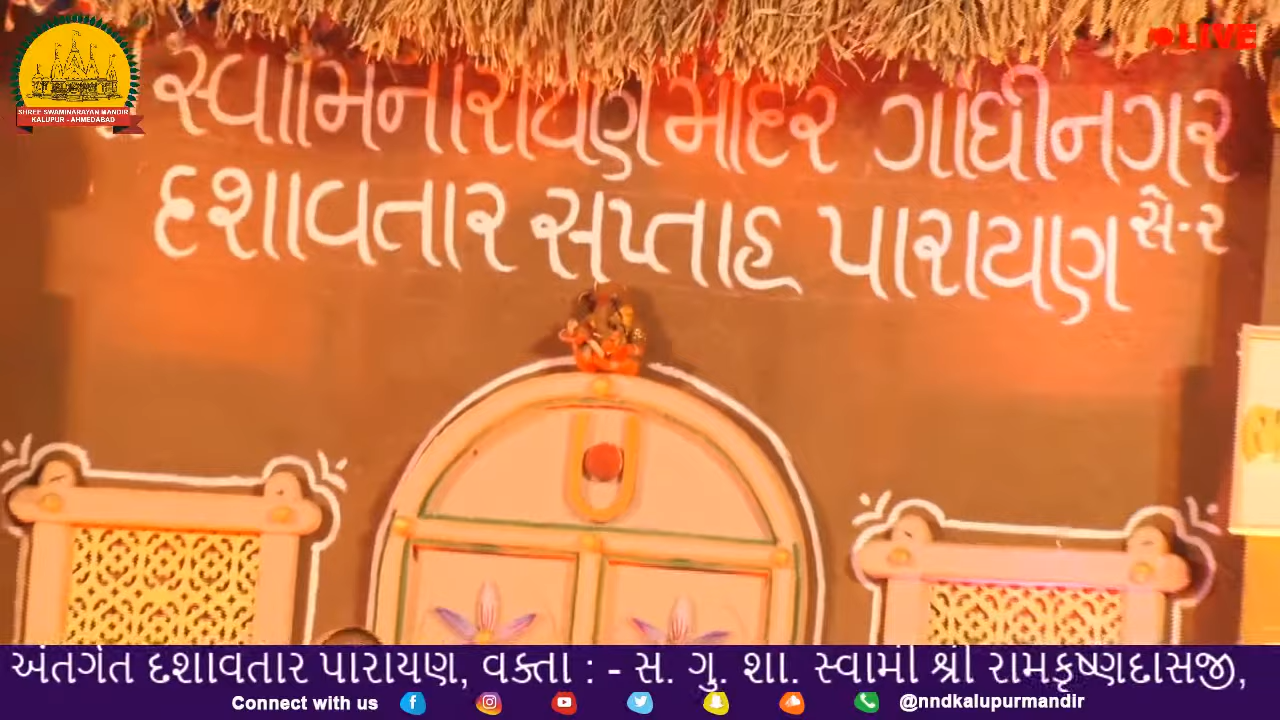 SHREE SWAMINARAYAN MANDIR
KALUPUR - AHMEDABAD
LIVE
સ્વામિનારાયણ મંદિર ગાંધીનગર
દશાવતાર સપ્તાહ પારાયણ સે-૨
અંતર્ગત દશાવતાર પારાયણ, વક્તા : - સ. ગુ. શા. સ્વામી શ્રી રામકૃષ્ણદાસજી,
Connect with us @nndkalupurmandir